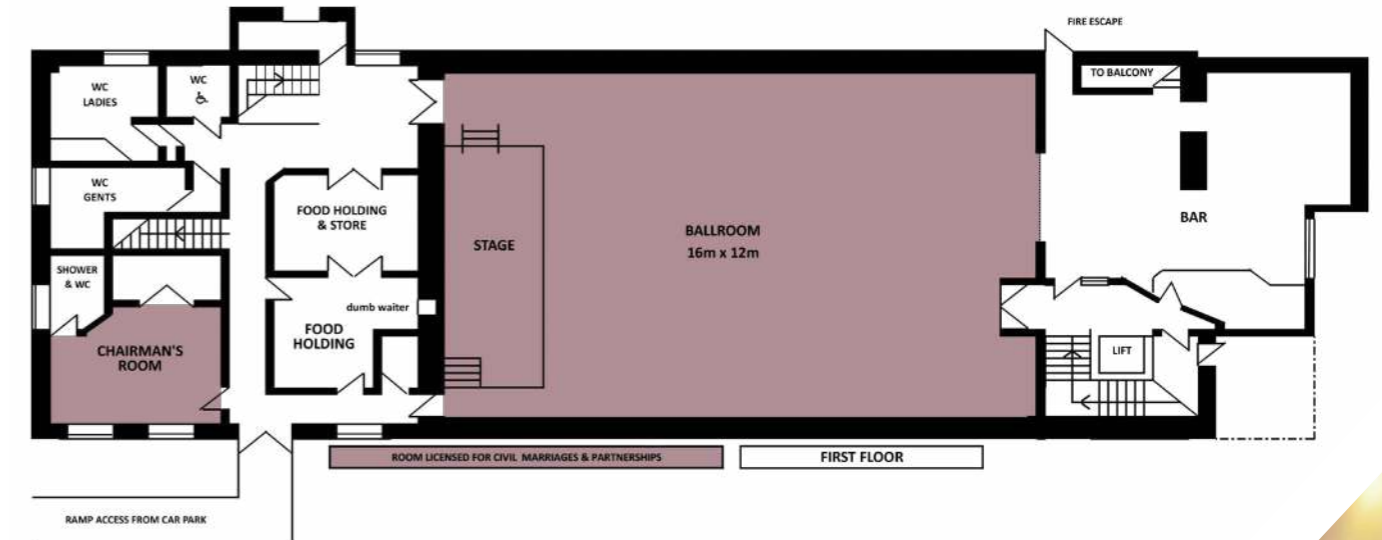 FIRE ESCAPE
WC
LADIES
WC
TO BALCONY
WC
GENTS
FOOD HOLDING
& STORE
STAGE
BALLROOM
16m x 12m
BAR
SHOWER
& WC
dumb waiter
FOOD
HOLDING
CHAIRMAN'S
ROOM
LIFT
ROOM LICENSED FOR CIVIL MARRIAGES & PARTNERSHIPS
FIRST FLOOR
RAMP ACCESS FROM CAR PARK